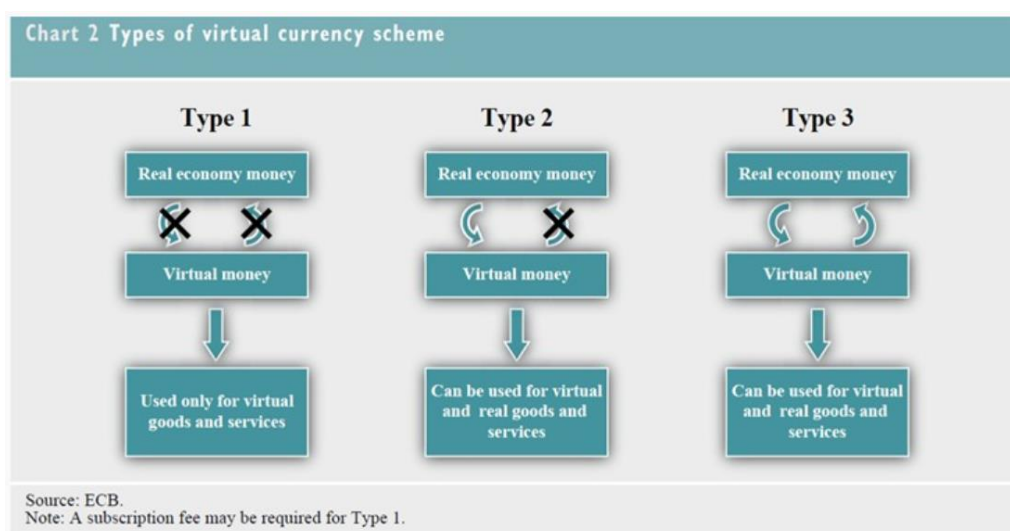 Chart 2 Types of virtual currency scheme
Type 1
Real economy money
Virtual money
Used only for virtual
goods and services
Type 2
Real economy money
Virtual money
Can be used for virtual
and real goods and
services
Type 3
Real economy money
Virtual money
Can be used for virtual
and real goods and
services
Source: ECB.
Note: A subscription fee may be required for Type 1.